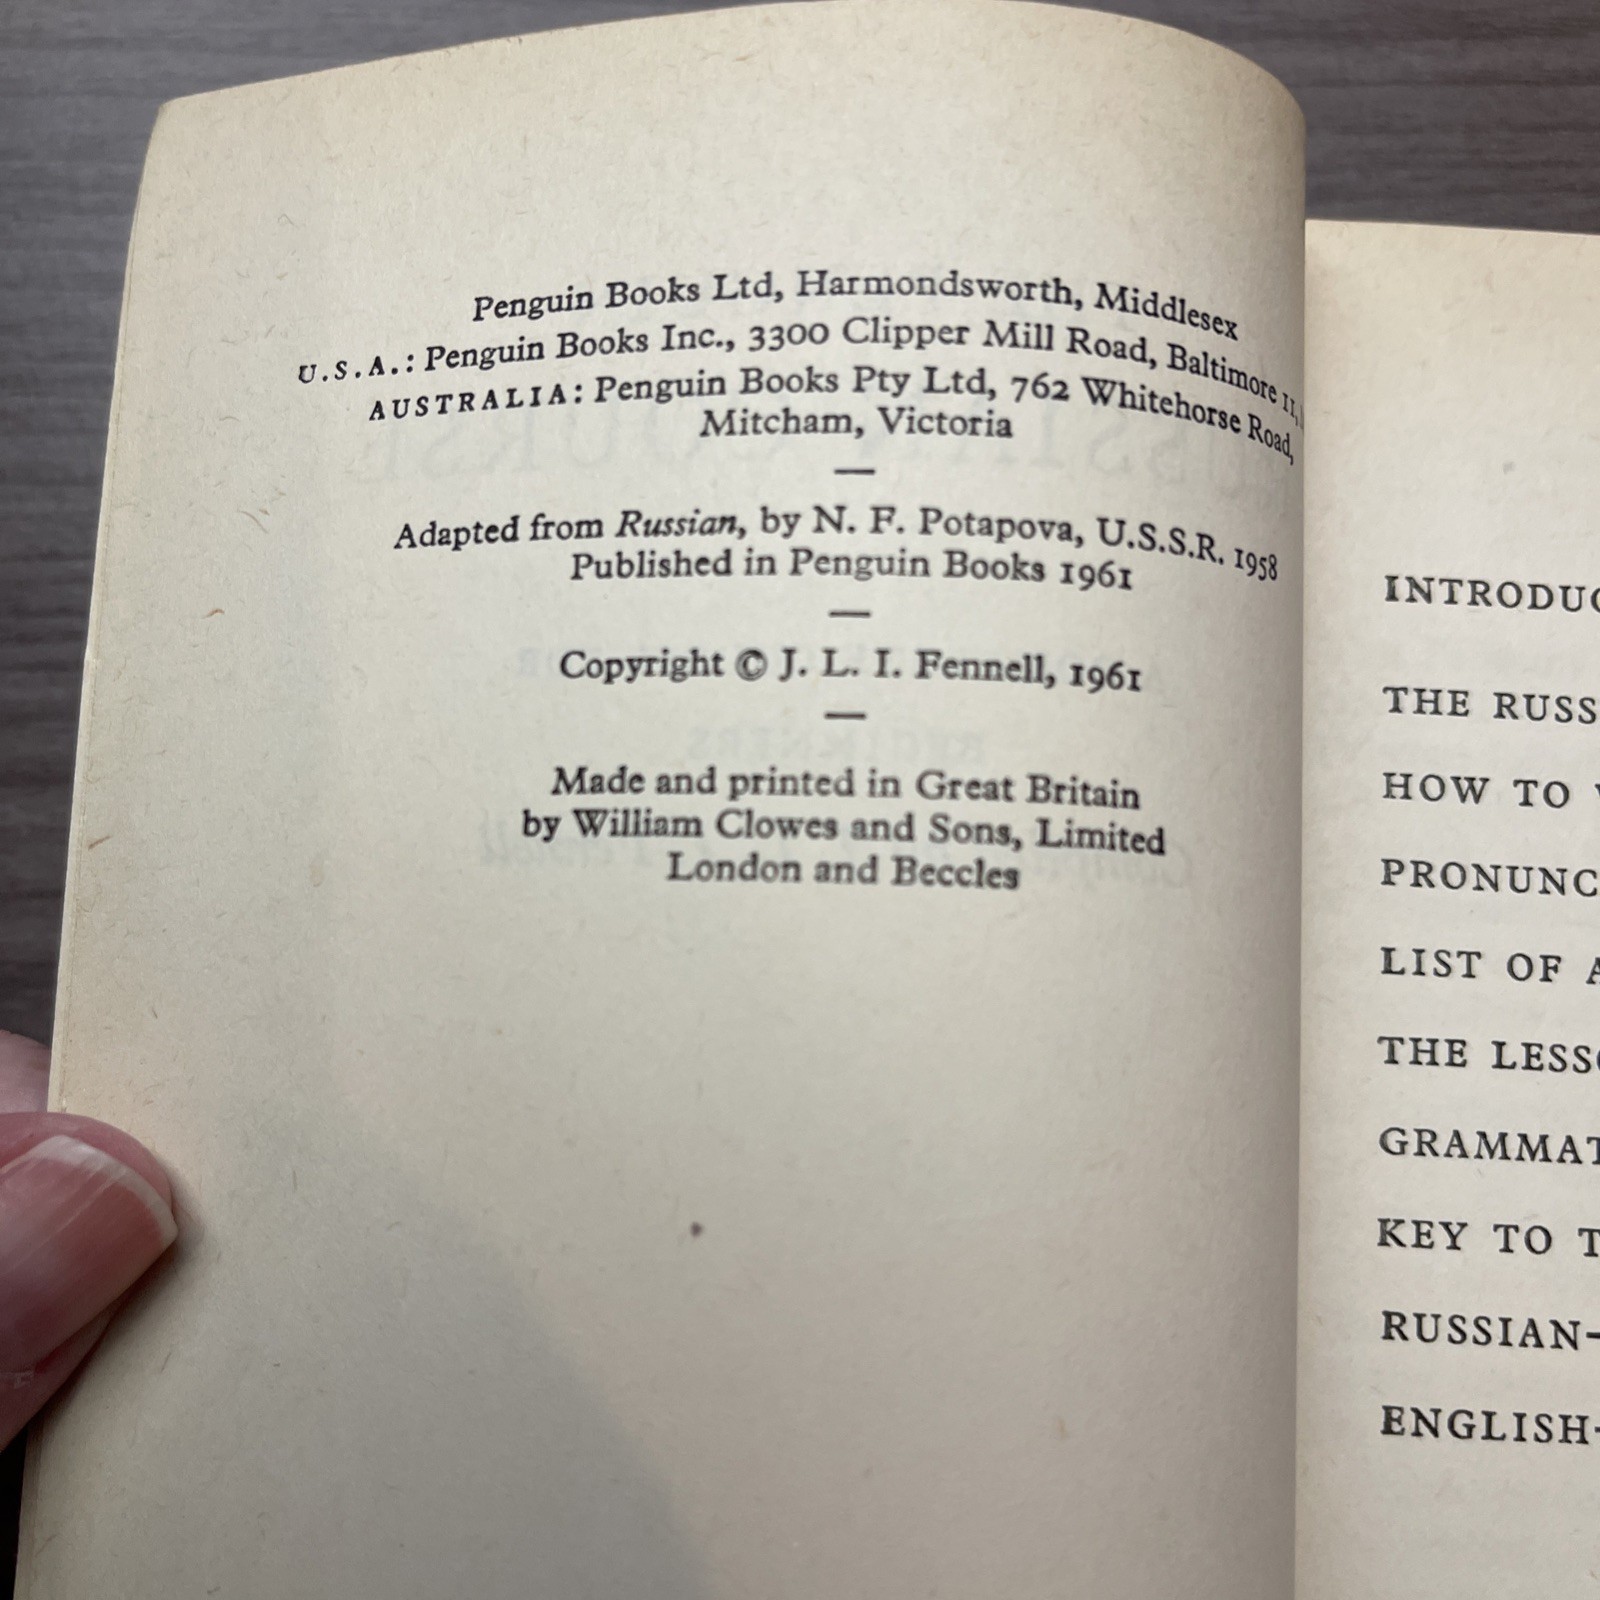 Penguin Books Ltd, Harmondsworth, Middlesex
U.S.A.: Penguin Books Inc., 3300 Clipper Mill Road, Baltimore 11,
AUSTRALIA: Penguin Books Pty Ltd, 762 Whitehorse Road,
Mitcham, Victoria
Adapted from Russian, by N. F. Potapova, U.S.S.R. 1958
Published in Penguin Books 1961
Copyright © J. L. I. Fennell, 1961
Made and printed in Great Britain
by William Clowes and Sons, Limited
London and Beccles
INTRODUC
THE RUSS
HOW TO
PRONUNC
LIST OF A
THE LESSO
GRAMMAT
KEY TO T
RUSSIAN-
ENGLISH-